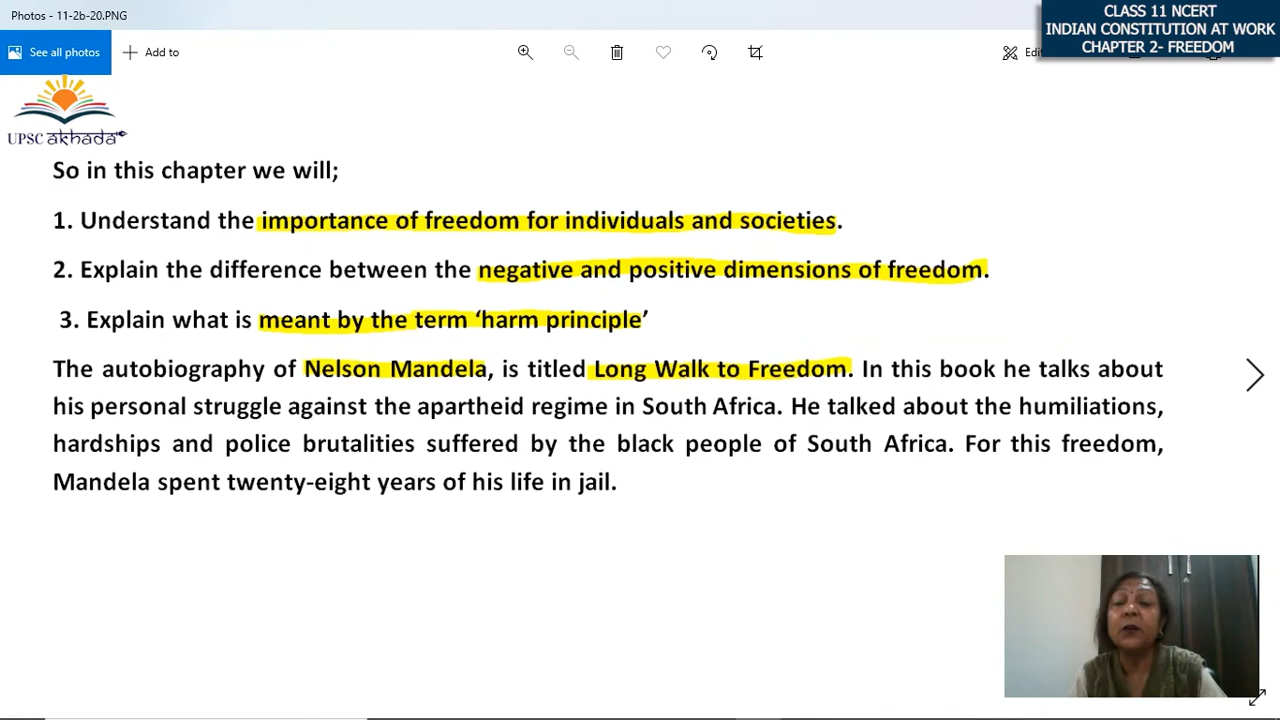 Photos - 11-2b-20.PNG
CLASS 11 NCERT
INDIAN CONSTITUTION AT WORK
CHAPTER 2- FREEDOM
See all photos
Add to
UPSC akhada
So in this chapter we will;
1. Understand the importance of freedom for individuals and societies.
2. Explain the difference between the negative and positive dimensions of freedom.
3. Explain what is meant by the term ‘harm principle’
The autobiography of Nelson Mandela, is titled Long Walk to Freedom. In this book he talks about
his personal struggle against the apartheid regime in South Africa. He talked about the humiliations,
hardships and police brutalities suffered by the black people of South Africa. For this freedom,
Mandela spent twenty-eight years of his life in jail.